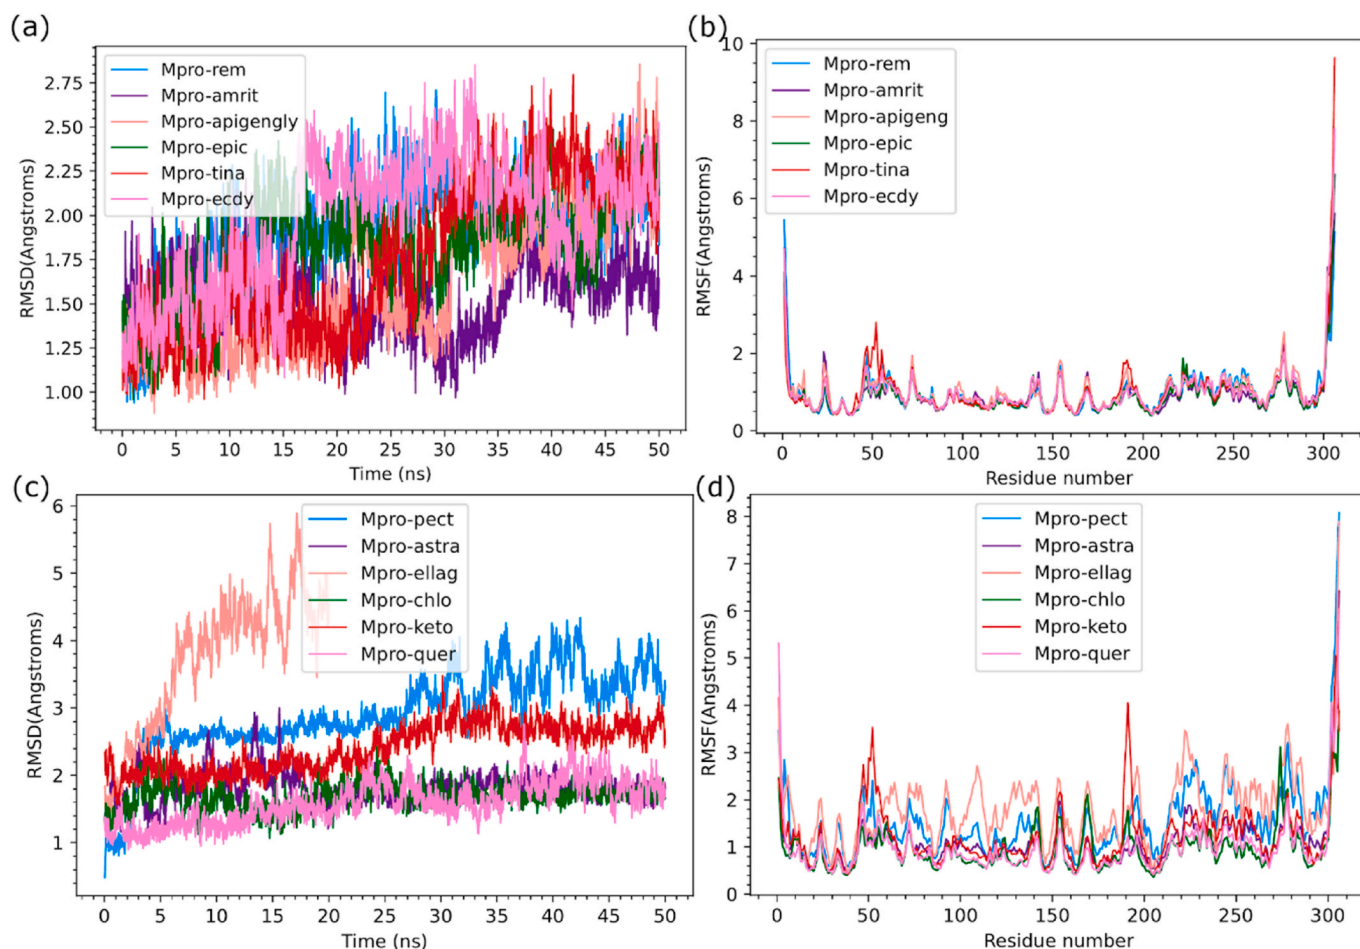 (a)
2.75
2.50
2.25
2.00
1.75
1.50
1.25
1.00
RMSD(Angstroms)
Mpro-rem
Mpro-amrit
Mpro-apigengly
Mpro-epic
Mpro-tina
Mpro-ecdy
0 5 10 15 20 25 30 35 40 45 50
Time (ns)
(b)
10
8
6
4
2
0
RMSF(Angstroms)
Mpro-rem
Mpro-amrit
Mpro-apigeng
Mpro-epic
Mpro-tina
Mpro-ecdy
0 50 100 150 200 250 300
Residue number
(c)
6
5
4
3
2
1
RMSD(Angstroms)
Mpro-pect
Mpro-astra
Mpro-ellag
Mpro-chlo
Mpro-keto
Mpro-quer
0 5 10 15 20 25 30 35 40 45 50
Time (ns)
(d)
8
7
6
5
4
3
2
1
0
RMSF(Angstroms)
Mpro-pect
Mpro-astra
Mpro-ellag
Mpro-chlo
Mpro-keto
Mpro-quer
0 50 100 150 200 250 300
Residue number